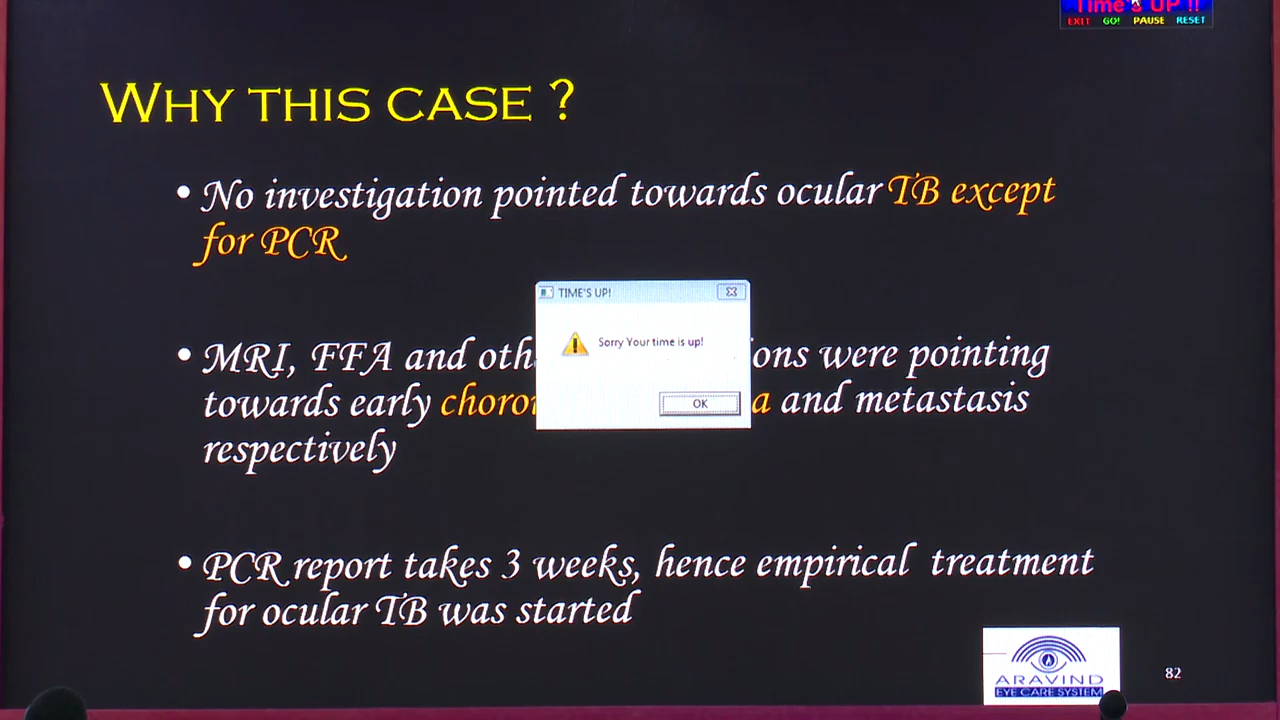 Time's UP !!
EXIT GO! PAUSE RESET
WHY THIS CASE ?
• No investigation pointed towards ocular TB except
for PCR
TIME'S UP!
Sorry Your time is up!
OK
• MRI, FFA and oth ions were pointing
towards early choro a and metastasis
respectively
• PCR report takes 3 weeks, hence empirical treatment
for ocular TB was started
ARAVIND
EYE CARE SYSTEM
82